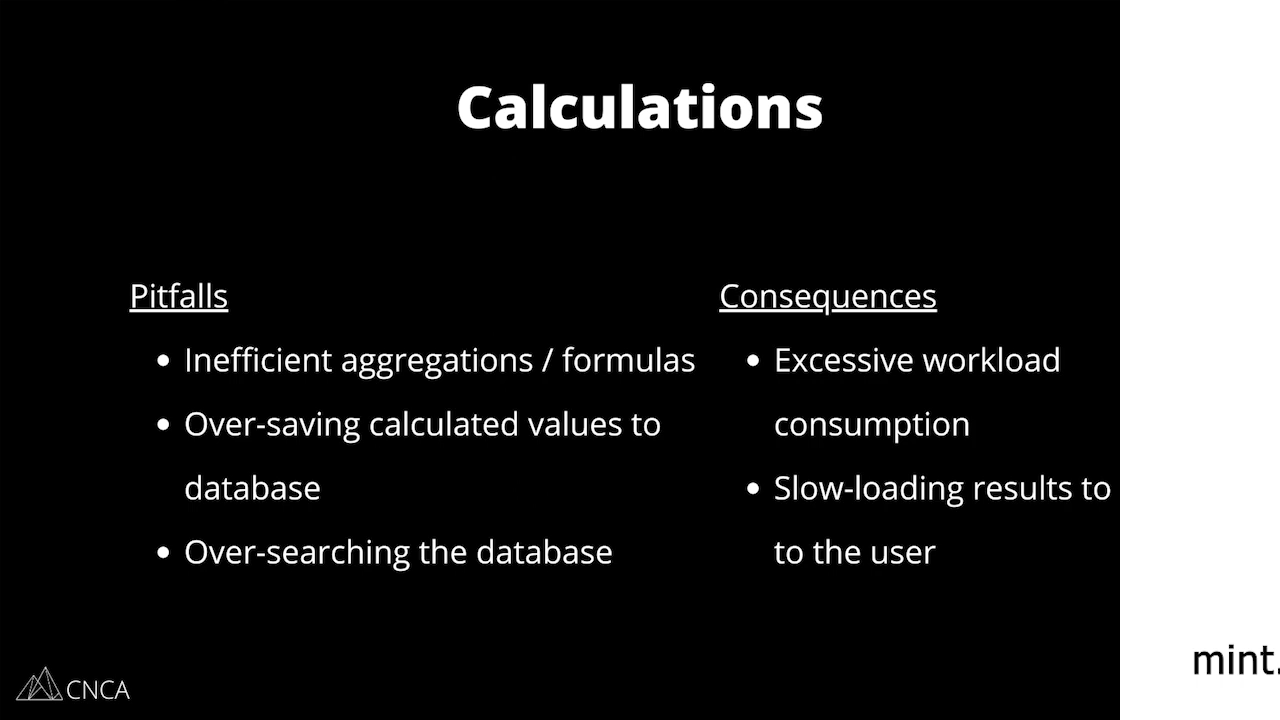 Calculations
Pitfalls
• Inefficient aggregations / formulas
• Over-saving calculated values to
database
• Over-searching the database
Consequences
• Excessive workload
consumption
• Slow-loading results to
to the user
CNCA
mint.